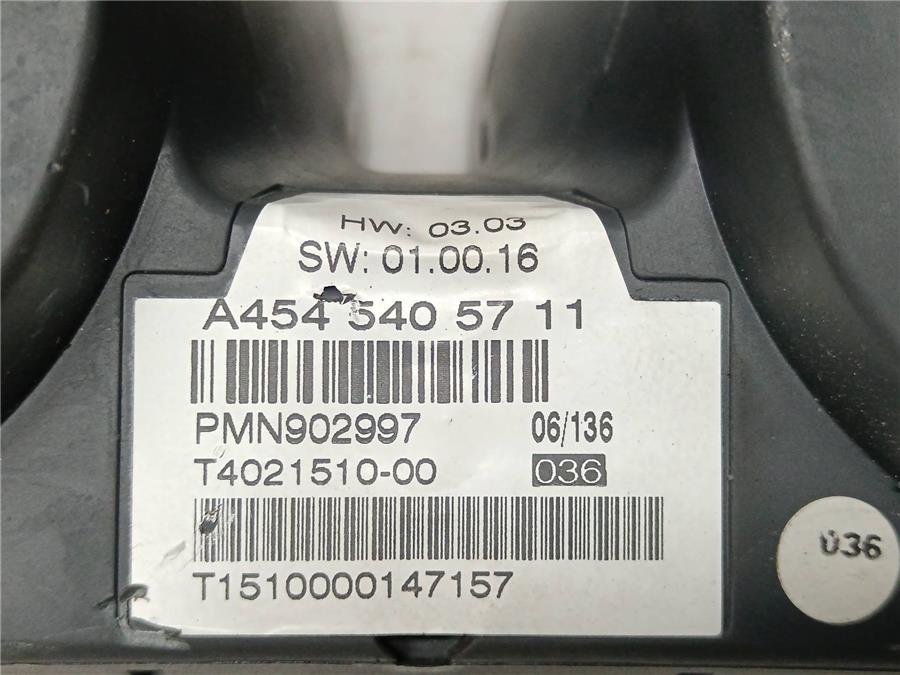 HW: 03.03
SW: 01.00.16
A454 540 57 11
PMN902997 06/136
T4021510-00 036
T1510000147157
036